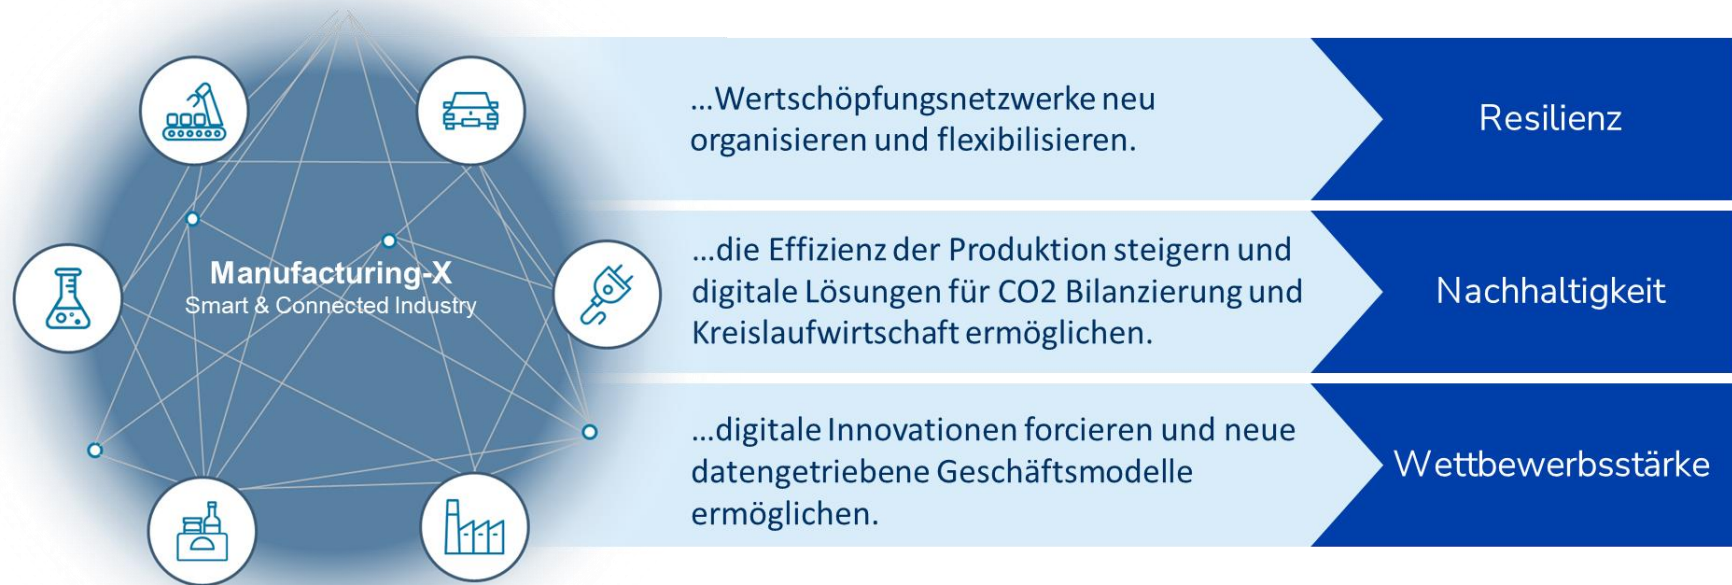 Manufacturing-X
Smart & Connected Industry
...Wertschöpfungsnetzwerke neu
organisieren und flexibilisieren.
Resilienz
...die Effizienz der Produktion steigern und
digitale Lösungen für CO2 Bilanzierung und
Kreislaufwirtschaft ermöglichen.
Nachhaltigkeit
...digitale Innovationen forcieren und neue
datengetriebene Geschäftsmodelle
ermöglichen.
Wettbewerbsstärke